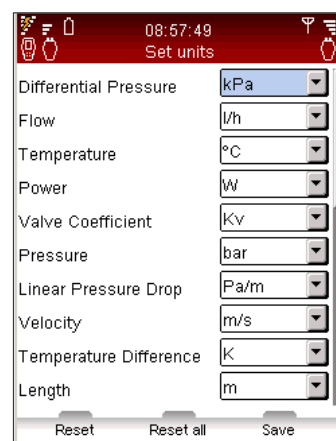 08:57:49
Set units
Differential Pressure kPa
Flow l/h
Temperature °C
Power W
Valve Coefficient Kv
Pressure bar
Linear Pressure Drop Pa/m
Velocity m/s
Temperature Difference K
Length m
Reset Reset all Save